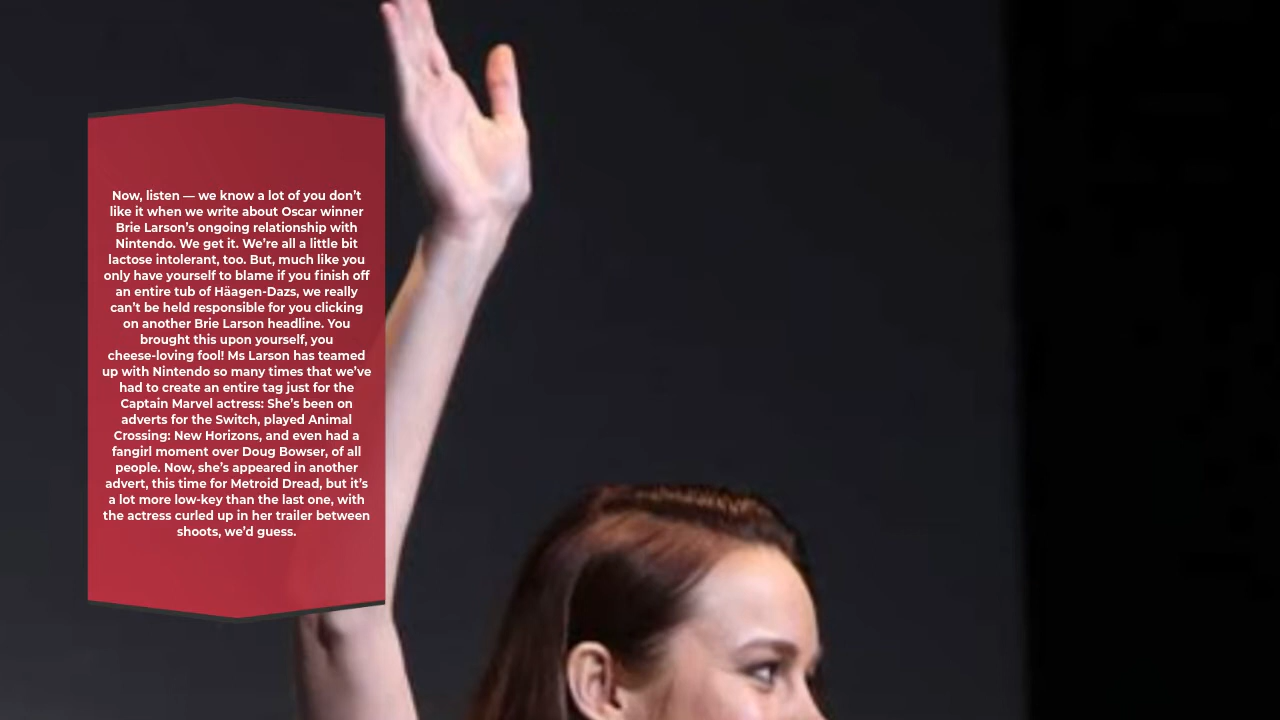 Now, listen — we know a lot of you don’t
like it when we write about Oscar winner
Brie Larson’s ongoing relationship with
Nintendo. We get it. We’re all a little bit
lactose intolerant, too. But, much like you
only have yourself to blame if you finish off
an entire tub of Häagen-Dazs, we really
can’t be held responsible for you clicking
on another Brie Larson headline. You
brought this upon yourself, you
cheese-loving fool! Ms Larson has teamed
up with Nintendo so many times that we’ve
had to create an entire tag just for the
Captain Marvel actress: She’s been on
adverts for the Switch, played Animal
Crossing: New Horizons, and even had a
fangirl moment over Doug Bowser, of all
people. Now, she’s appeared in another
advert, this time for Metroid Dread, but it’s
a lot more low-key than the last one, with
the actress curled up in her trailer between
shoots, we’d guess.